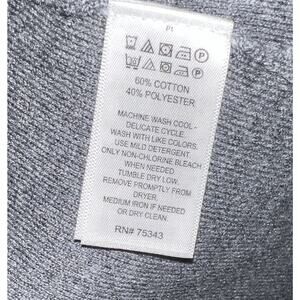 P1
60% COTTON
40% POLYESTER
MACHINE WASH COOL -
DELICATE CYCLE.
WASH WITH LIKE COLORS.
USE MILD DETERGENT.
ONLY NON-CHLORINE BLEACH
WHEN NEEDED
TUMBLE DRY LOW.
REMOVE PROMPTLY FROM
DRYER.
MEDIUM IRON IF NEEDED
OR DRY CLEAN.
RN# 75343